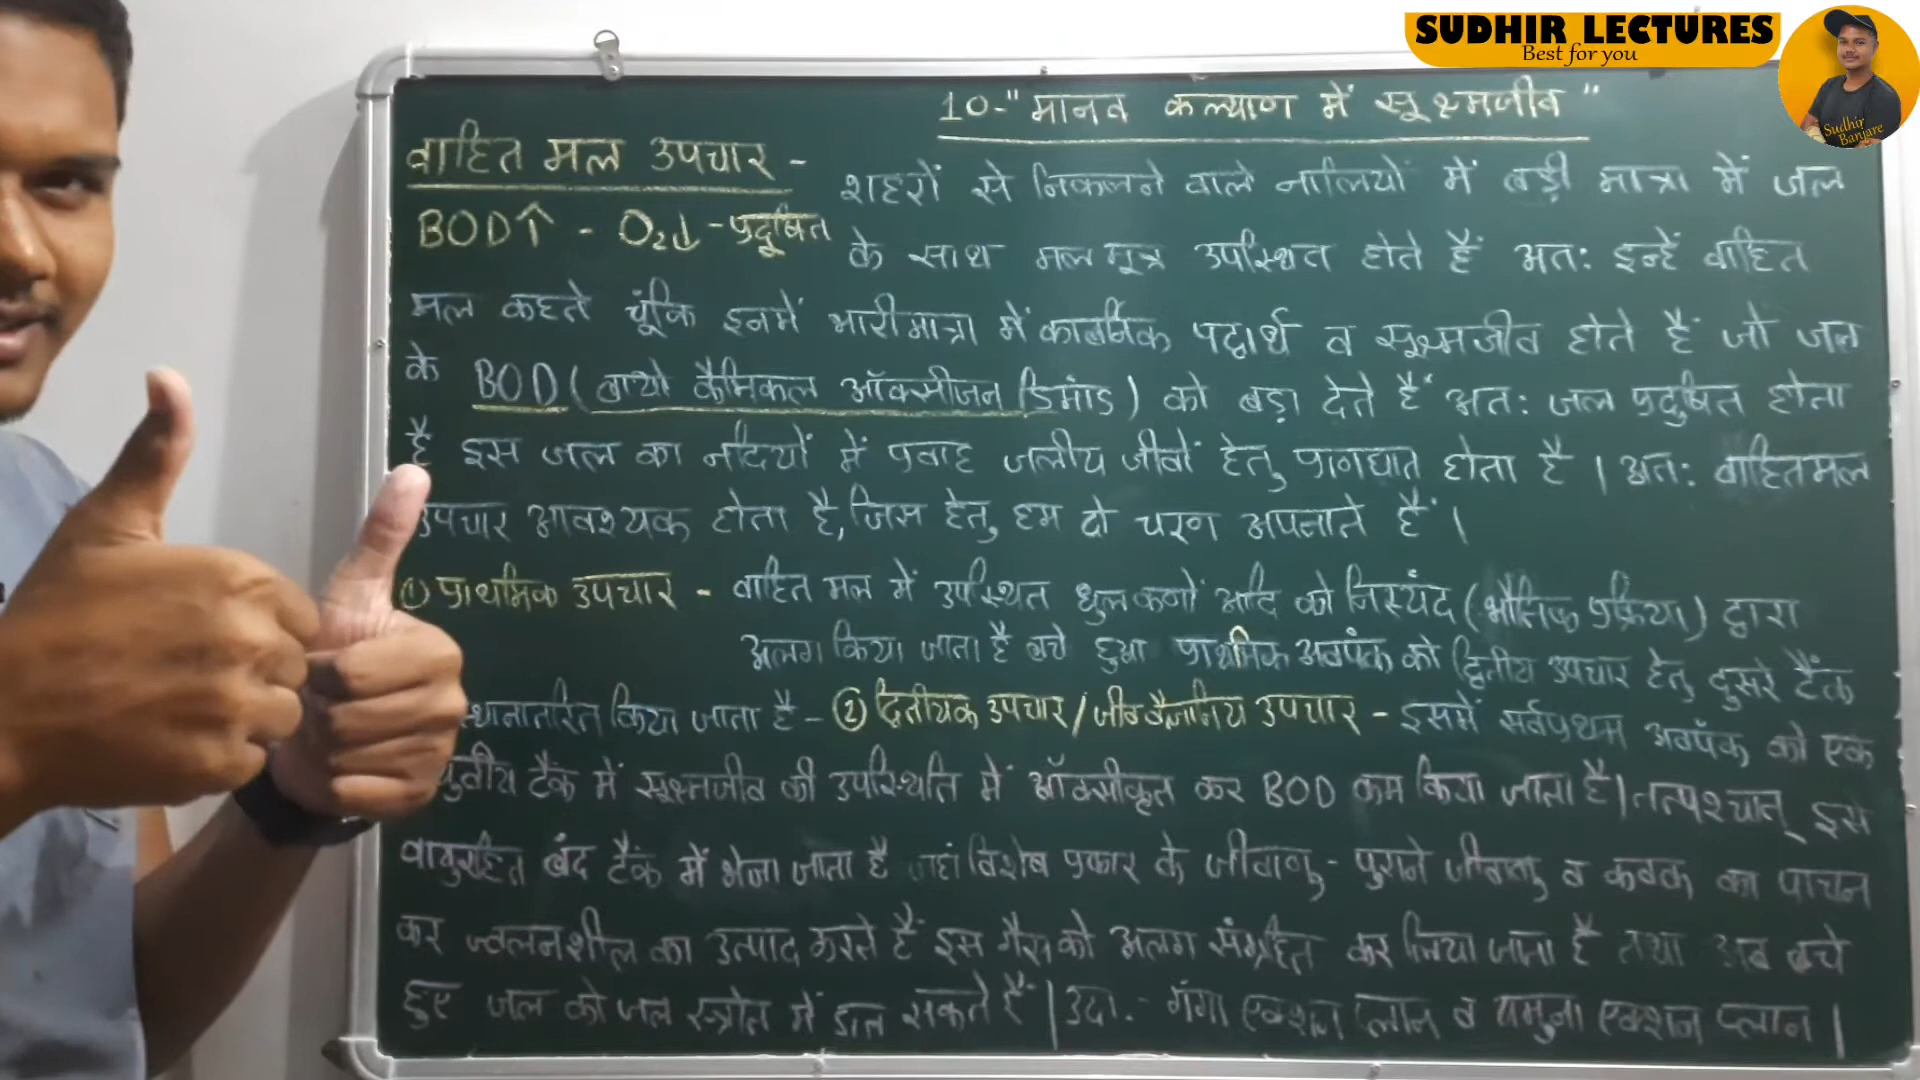 SUDHIR LECTURES
Best for you
Sudhir
Banjare
10-"मानव कल्याण में सूक्ष्मजीव"
वाहित मल उपचार -
BOD↑ - O₂↓ - प्रदूषित
शहरों से निकलने वाले नालियों में बड़ी मात्रा में जल
के साथ मलमूत्र उपस्थित होते हैं अतः इन्हें वाहित
मल कहते चूंकि इनमें भारी मात्रा में कार्बनिक पदार्थ व सूक्ष्मजीव होते हैं जो जल
के BOD (बायो कैमिकल ऑक्सीजन डिमांड) को बड़ा देते हैं अतः जल प्रदुषित होता
है इस जल का नदियों में प्रवाह जलीय जीवों हेतु प्राणघात होता है | अतः वाहितमल
उपचार आवश्यक होता है, जिस हेतु हम दो चरण अपनाते हैं |
① प्राथमिक उपचार - वाहित मल में उपस्थित धुलकणों आदि को निस्यंद (भौतिक प्रक्रिया) द्वारा
अलग किया जाता है बचे हुआ प्राथमिक अवपंक को द्वितीय उपचार हेतु दुसरे टैंक
स्थानातरित किया जाता है - ② द्वितीयक उपचार / जीव वैज्ञानिय उपचार - इसमें सर्वप्रथम अवपंक को एक
टैंक में सूक्ष्मजीव की उपस्थिति में ऑक्सीकृत कर BOD कम किया जाता है | तत्पश्चात् इसे
वायुरहित बंद टैंक में भेजा जाता है जहां विशेष प्रकार के जीवाणु - पुराने जीवाणु व कवक का पाचन
कर ज्वलनशील का उत्पाद करते हैं इस गैस को अलग संग्रहित कर लिया जाता है तथा अब बचे
हुए जल को जल स्त्रोत में डाल सकते हैं | उदा. - गंगा एक्शन प्लान व यमुना एक्शन प्लान |